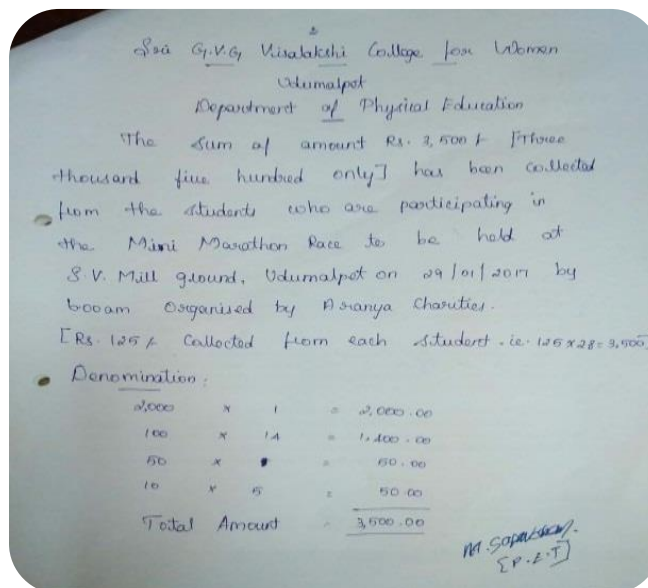 Sri G.V.G Visalakshi College for Women
Udumalpet
Department of Physical Education
The sum of amount Rs. 3,500/- [Three
thousand five hundred only] has been collected
from the students who are participating in
the Mini Marathon Race to be held at
S.V. Mill ground, Udumalpet on 29/01/2017 by
6.00am Organised by Aranya Charities.
[Rs. 125/- Collected from each student. ie. 125 x 28 = 3,500]
Denomination:
2,000 x 1 = 2,000.00
100 x 14 = 1,400.00
50 x 1 = 50.00
10 x 5 = 50.00
Total Amount = 3,500.00
M.
[P.E.T]